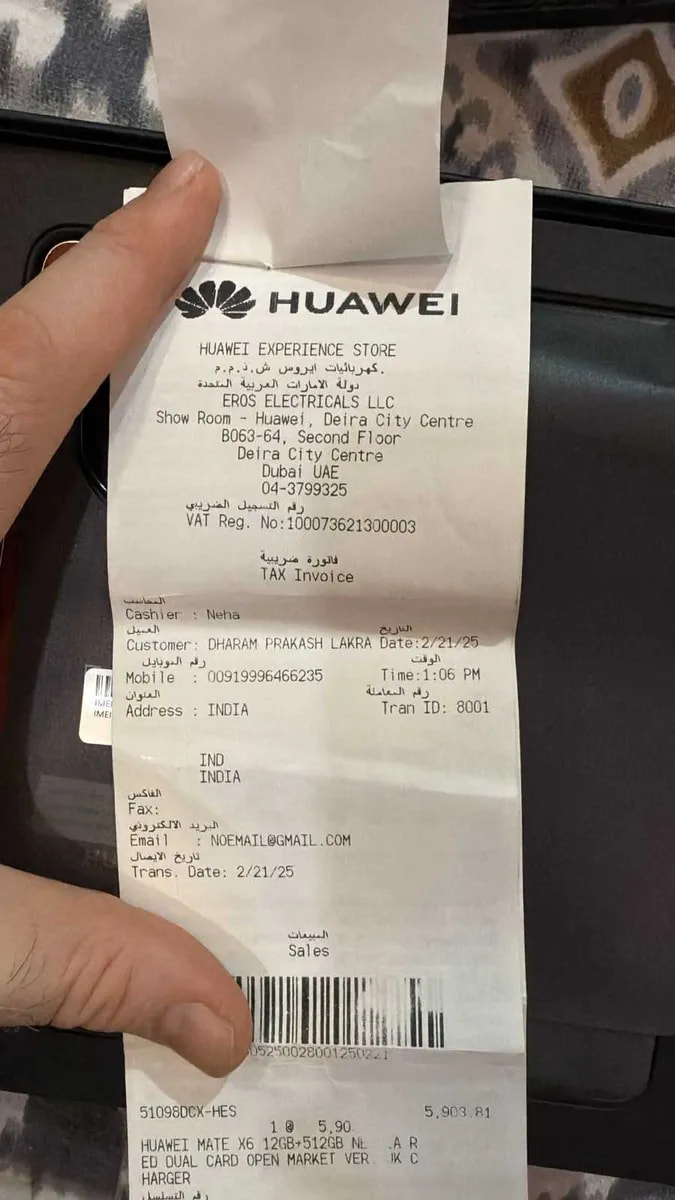 HUAWEI
HUAWEI EXPERIENCE STORE
كهربائيات ايروس ش.ذ.م.م.
دولة الامارات العربية المتحدة
EROS ELECTRICALS LLC
Show Room - Huawei, Deira City Centre
B063-64, Second Floor
Deira City Centre
Dubai UAE
04-3799325
رقم التسجيل الضريبي
VAT Reg. No:100073621300003
فاتورة ضريبية
TAX Invoice
المحاسب
Cashier : Neha
العميل التاريخ
Customer: DHARAM PRAKASH LAKRA Date:2/21/25
رقم الموبايل الوقت
Mobile : 00919996466235 Time:1:06 PM
العنوان رقم المعاملة
Address : INDIA Tran ID: 8001
IND
INDIA
الفاكس
Fax:
البريد الالكتروني
Email : NOEMAIL@GMAIL.COM
تاريخ الايصال
Trans. Date: 2/21/25
المبيعات
Sales
IMEI
IMEI
05250028001250221
51098DCX-HES 5,903.81
1 @ 5,90
HUAWEI MATE X6 12GB+512GB A R
ED DUAL CARD OPEN MARKET VER C
HARGER
رقم التسلسل